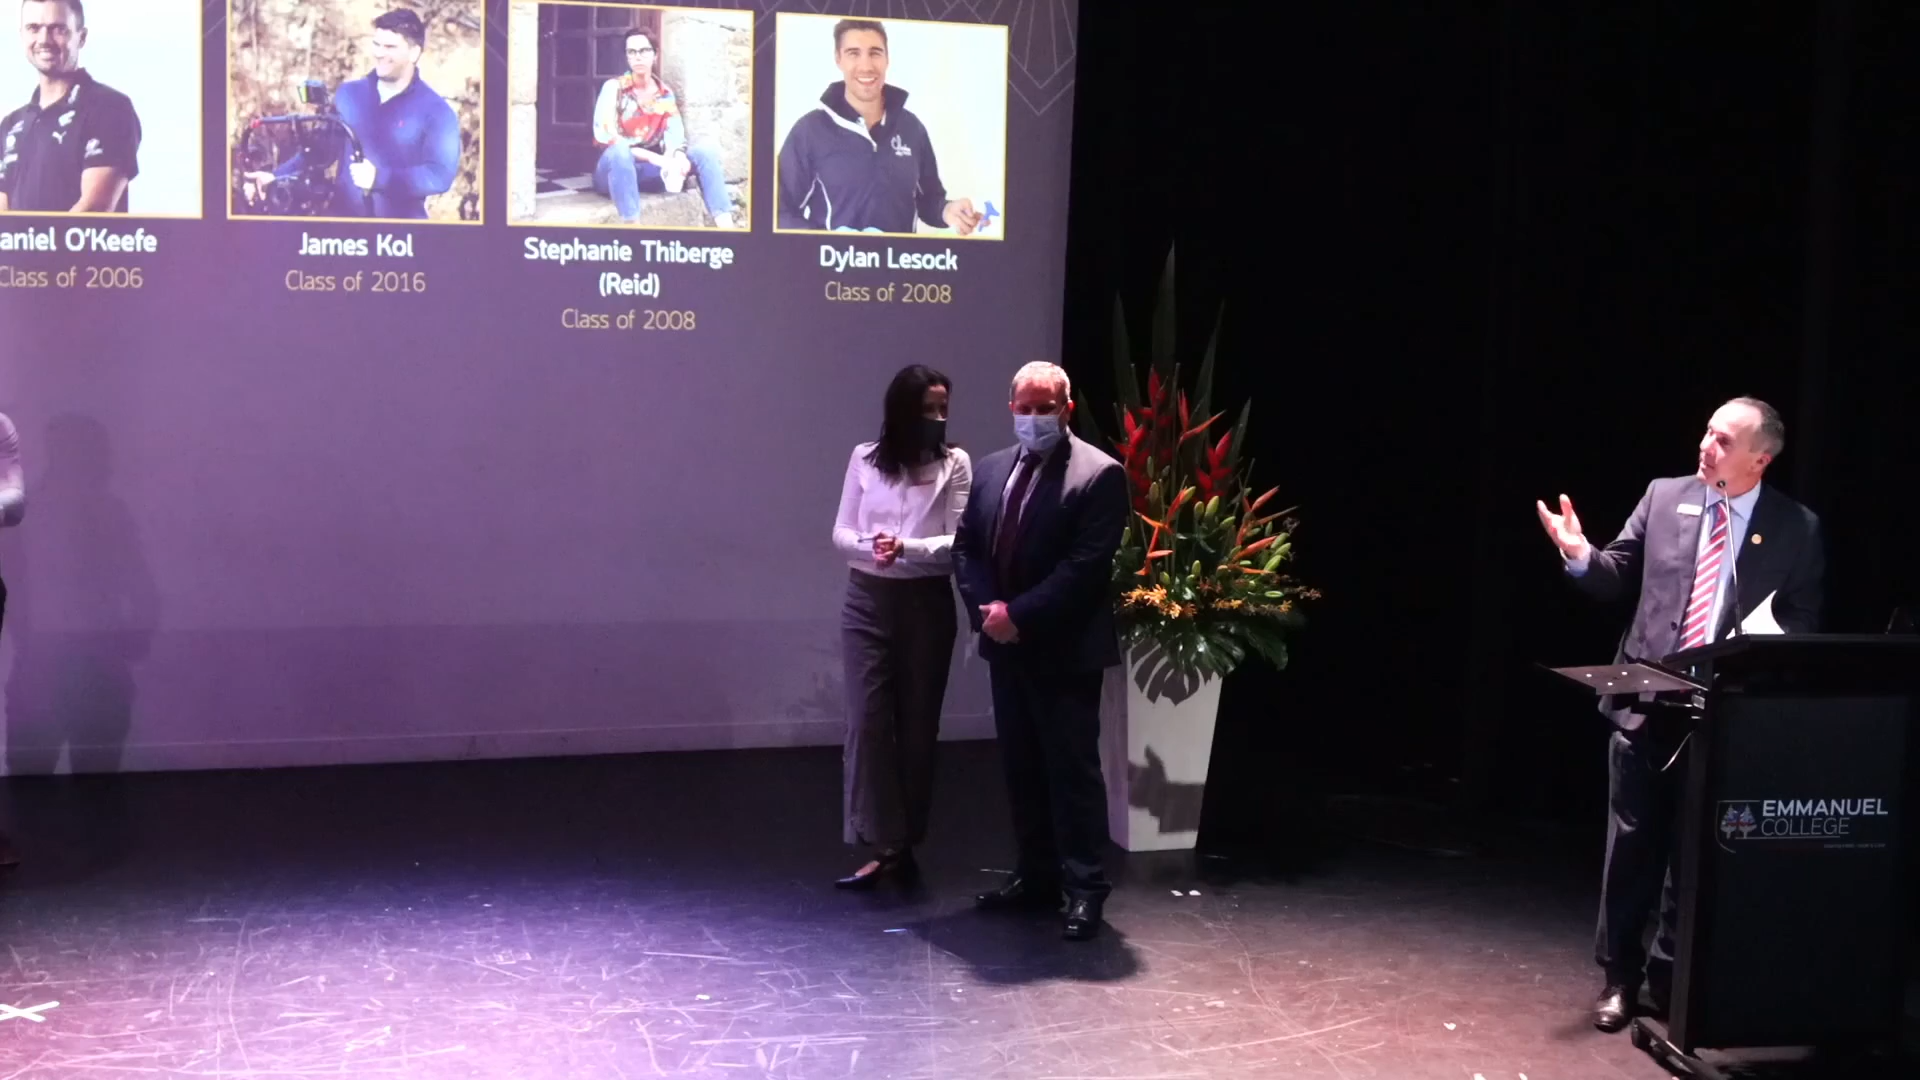 aniel O'Keefe
Class of 2006
James Kol
Class of 2016
Stephanie Thiberge
(Reid)
Class of 2008
Dylan Lesock
Class of 2008
EMMANUEL
COLLEGE